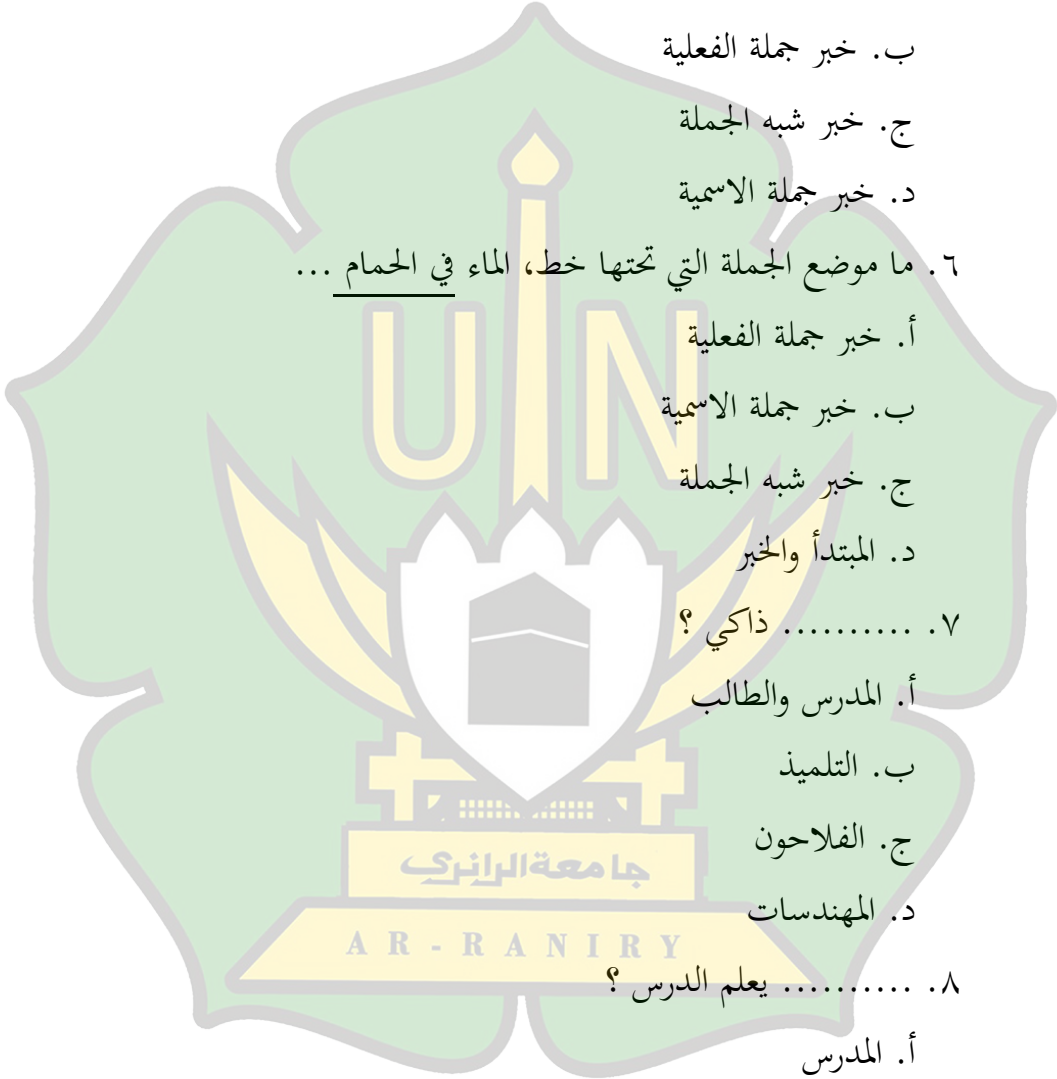 ب. خبر جملة الفعلية
ج. خبر شبه الجملة
د. خبر جملة الاسمية
٦. ما موضع الجملة التي تحتها خط، الماء في الحمام ...
أ. خبر جملة الفعلية
ب. خبر جملة الاسمية
ج. خبر شبه الجملة
د. المبتدأ والخبر
٧. .......... ذاكي ؟
أ. المدرس والطالب
ب. التلميذ
ج. الفلاحون
د. المهندسات
٨. .......... يعلم الدرس ؟
أ. المدرس
UIN
جامعةالرانري
AR-RANIRY